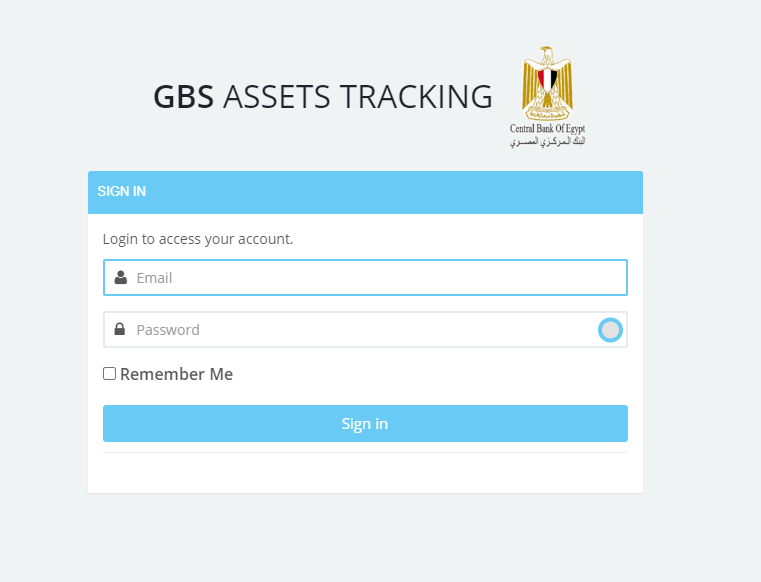 GBS ASSETS TRACKING
Central Bank Of Egypt
البنك المركزي المصري
SIGN IN
Login to access your account.
Email
Password
Remember Me
Sign in